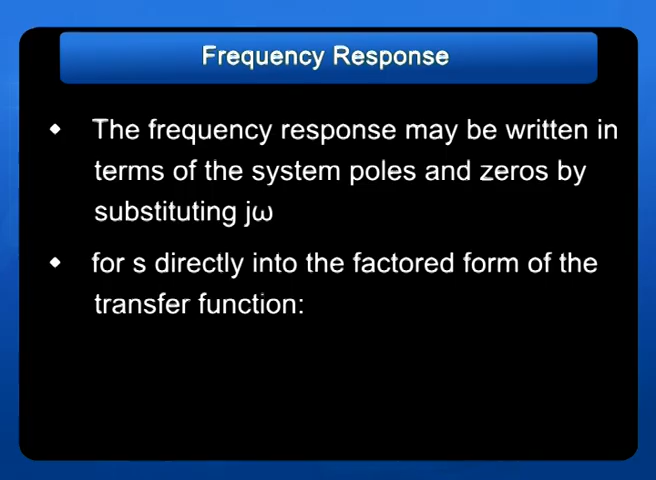 Frequency Response
◆ The frequency response may be written in
terms of the system poles and zeros by
substituting jω
◆ for s directly into the factored form of the
transfer function: